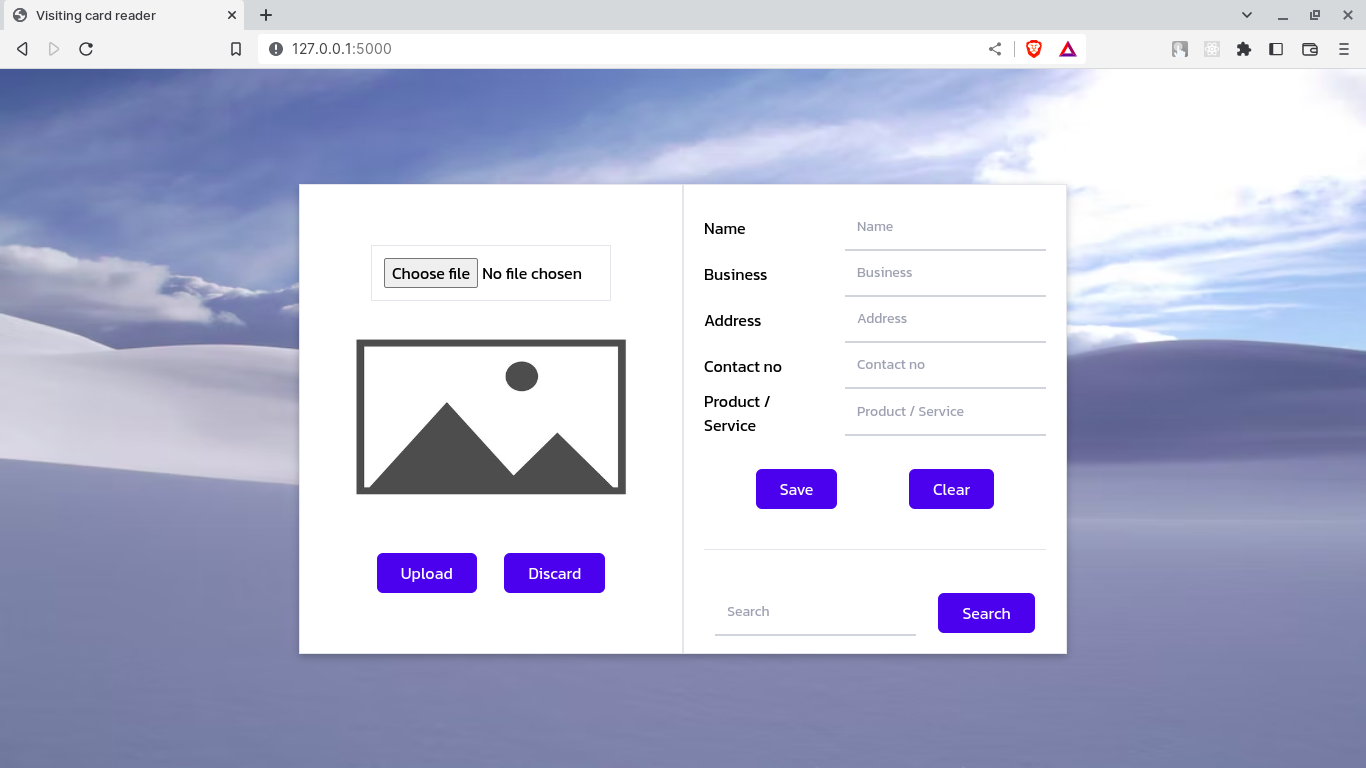 Visiting card reader
127.0.0.1:5000
Choose file No file chosen
Upload Discard
Name Name
Business Business
Address Address
Contact no Contact no
Product /
Service Product / Service
Save Clear
Search Search